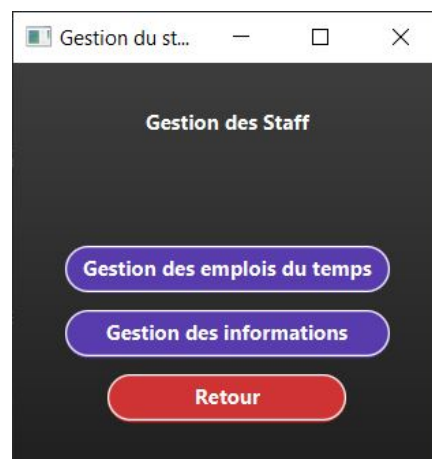 Gestion du st...
Gestion des Staff
Gestion des emplois du temps
Gestion des informations
Retour